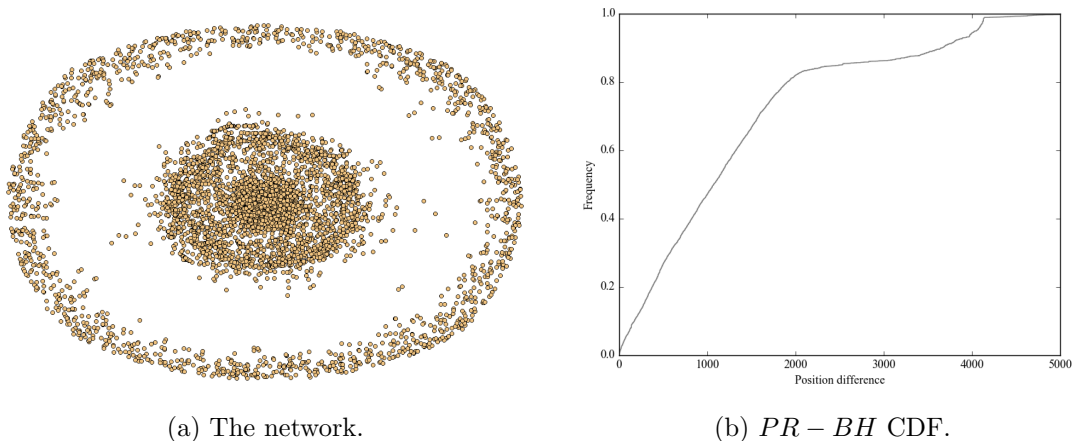 1.0
0.8
0.6
0.4
0.2
0.0
Frequency
0 1000 2000 3000 4000 5000
Position difference
(a) The network.
(b) PR − BH CDF.